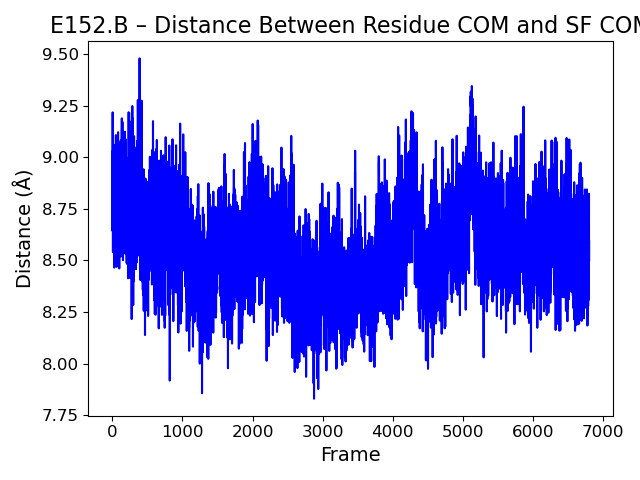 E152.B – Distance Between Residue COM and SF COM
9.50
9.25
9.00
8.75
8.50
8.25
8.00
7.75
Distance (Å)
0 1000 2000 3000 4000 5000 6000 7000
Frame